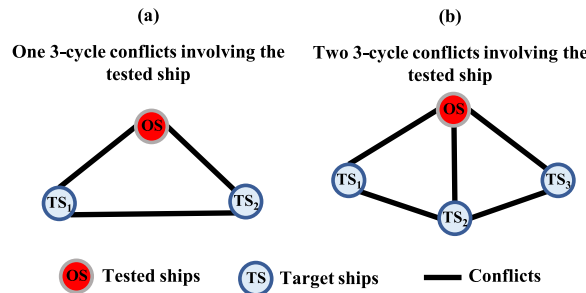 (a)
One 3-cycle conflicts involving the
tested ship
OS
TS₁
TS₂
(b)
Two 3-cycle conflicts involving the
tested ship
OS
TS₁
TS₃
TS₂
OS Tested ships TS Target ships Conflicts